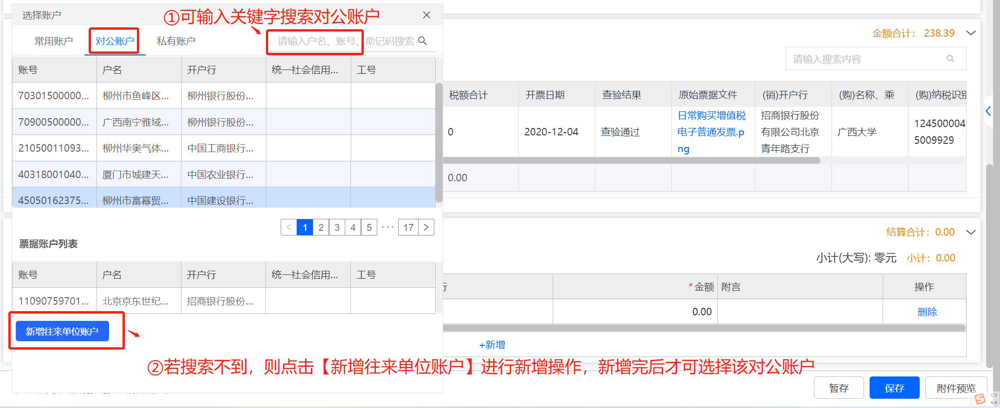 选择账户
①可输入关键字搜索对公账户
常用账户 对公账户 私有账户 请输入户名、账号、助记码搜索
账号 户名 开户行 统一社会信用... 工号
70301500000... 柳州市鱼峰区... 柳州银行股份...
70900500000... 广西南宁雅域... 柳州银行股份...
21050011093... 柳州华奥气体... 中国工商银行...
40318001040... 厦门市城建天... 中国农业银行...
45050162375... 柳州市富幂贸... 中国建设银行...
< 1 2 3 4 5 ••• 17 >
票据账户列表
账号 户名 开户行 统一社会信用... 工号
11090759701... 北京京东世纪... 招商银行股份...
新增往来单位账户
②若搜索不到，则点击【新增往来单位账户】进行新增操作，新增完后才可选择该对公账户
金额合计： 238.39
请输入搜索内容
税额合计 开票日期 查验结果 原始票据文件 (销)开户行 (购)名称、乘 (购)纳税识别
0 2020-12-04 查验通过 日常购买增值税 招商银行股份 广西大学 124500004
电子普通发票.p 有限公司北京 5009929
ng 青年路支行
0.00
结算合计： 0.00
小计(大写): 零元 小计： 0.00
行 *金额 附言 操作
0.00 删除
+新增
暂存 保存 附件预览